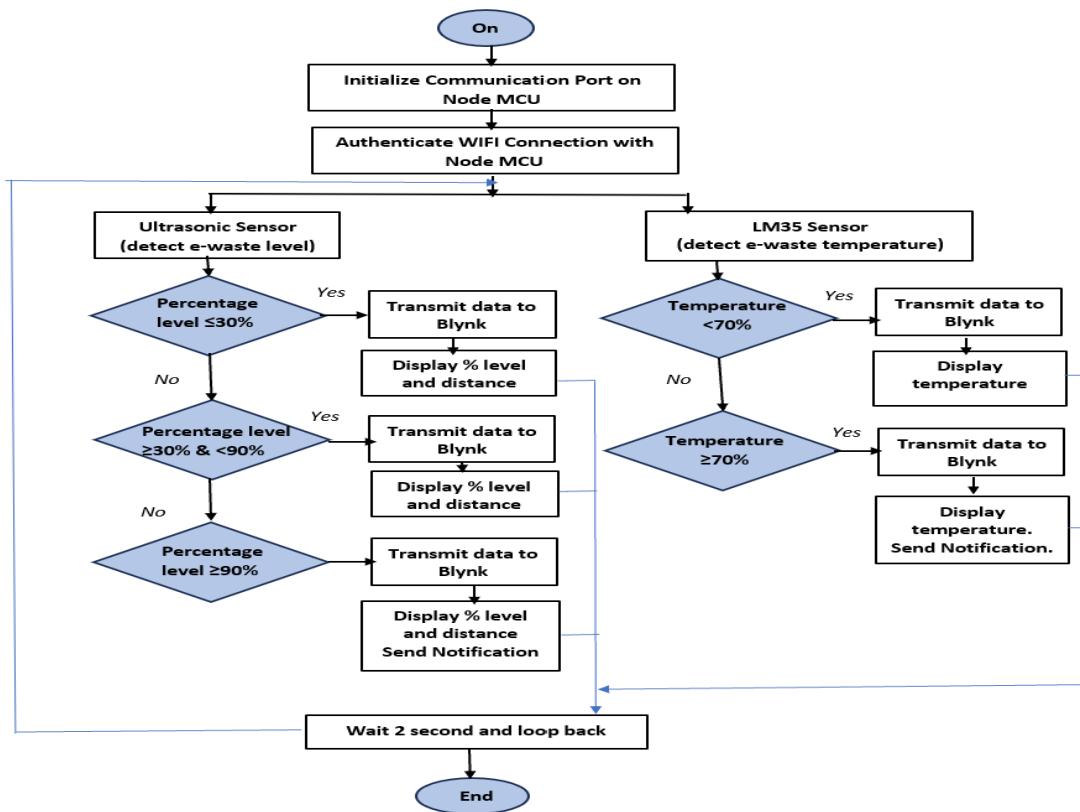 On
Initialize Communication Port on
Node MCU
Authenticate WIFI Connection with
Node MCU
Ultrasonic Sensor
(detect e-waste level)
Percentage
level ≤30%
Yes
Transmit data to
Blynk
Display % level
and distance
No
Percentage level
≥30% & <90%
Yes
Transmit data to
Blynk
Display % level
and distance
No
Percentage
level ≥90%
Transmit data to
Blynk
Display % level
and distance
Send Notification
LM35 Sensor
(detect e-waste temperature)
Temperature
<70%
Yes
Transmit data to
Blynk
Display
temperature
No
Temperature
≥70%
Yes
Transmit data to
Blynk
Display
temperature.
Send Notification.
Wait 2 second and loop back
End